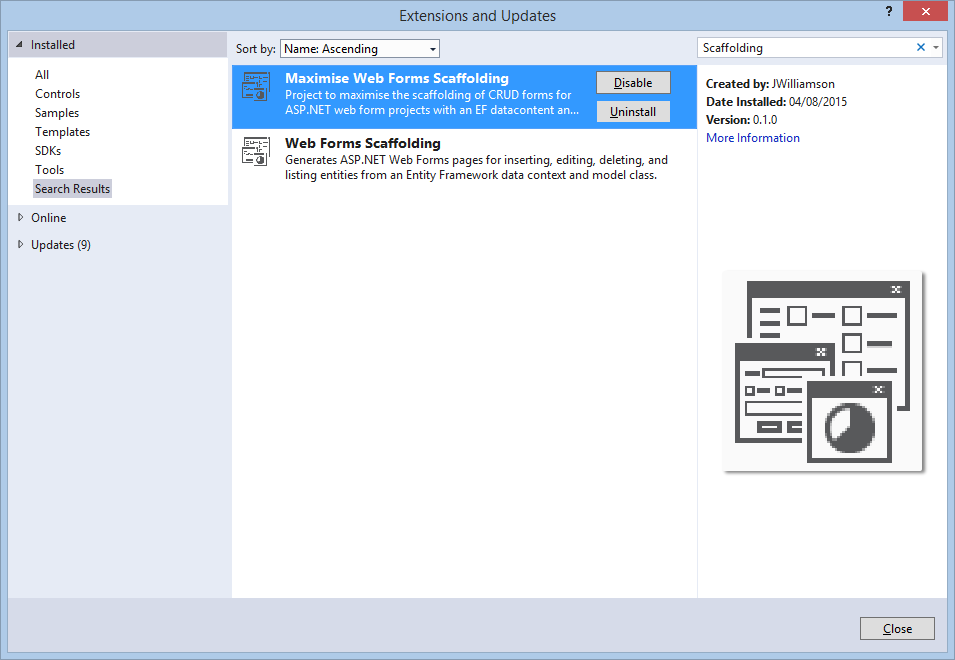 Extensions and Updates
?
Installed
All
Controls
Samples
Templates
SDKs
Tools
Search Results
Online
Updates (9)
Sort by: Name: Ascending
Maximise Web Forms Scaffolding
Project to maximise the scaffolding of CRUD forms for
ASP.NET web form projects with an EF datacontent an...
Disable
Uninstall
Web Forms Scaffolding
Generates ASP.NET Web Forms pages for inserting, editing, deleting, and
listing entities from an Entity Framework data context and model class.
Scaffolding
Created by: JWilliamson
Date Installed: 04/08/2015
Version: 0.1.0
More Information
Close